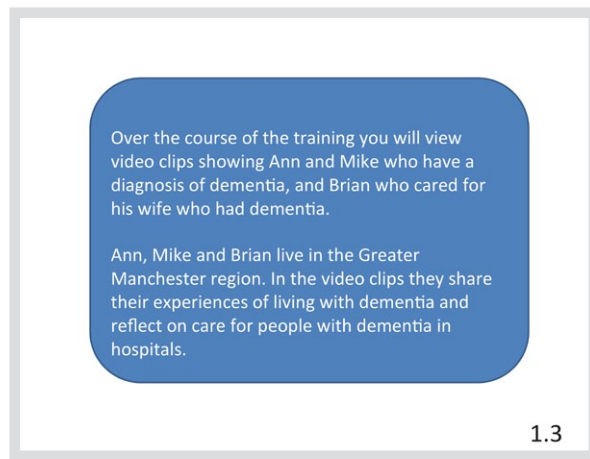 Over the course of the training you will view
video clips showing Ann and Mike who have a
diagnosis of dementia, and Brian who cared for
his wife who had dementia.
Ann, Mike and Brian live in the Greater
Manchester region. In the video clips they share
their experiences of living with dementia and
reflect on care for people with dementia in
hospitals.
1.3